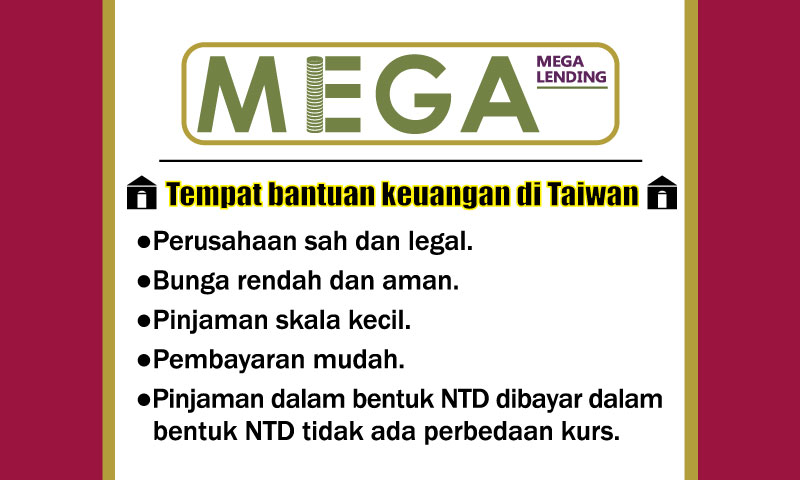 MEGA
MEGA
LENDING
Tempat bantuan keuangan di Taiwan
●Perusahaan sah dan legal.
●Bunga rendah dan aman.
●Pinjaman skala kecil.
●Pembayaran mudah.
●Pinjaman dalam bentuk NTD dibayar dalam
bentuk NTD tidak ada perbedaan kurs.